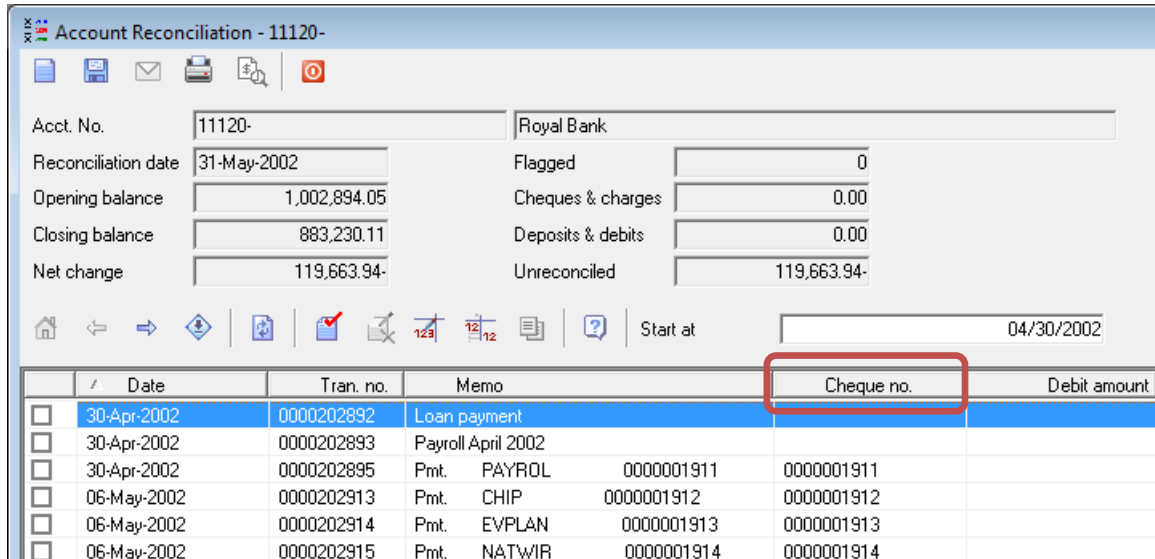 Account Reconciliation - 11120-
Acct. No. 11120- Royal Bank
Reconciliation date 31-May-2002 Flagged 0
Opening balance 1,002,894.05 Cheques & charges 0.00
Closing balance 883,230.11 Deposits & debits 0.00
Net change 119,663.94- Unreconciled 119,663.94-
Start at 04/30/2002
Date Tran. no. Memo Cheque no. Debit amount
30-Apr-2002 0000202892 Loan payment
30-Apr-2002 0000202893 Payroll April 2002
30-Apr-2002 0000202895 Pmt. PAYROL 0000001911 0000001911
06-May-2002 0000202913 Pmt. CHIP 0000001912 0000001912
06-May-2002 0000202914 Pmt. EVPLAN 0000001913 0000001913
06-May-2002 0000202915 Pmt. NATWIR 0000001914 0000001914